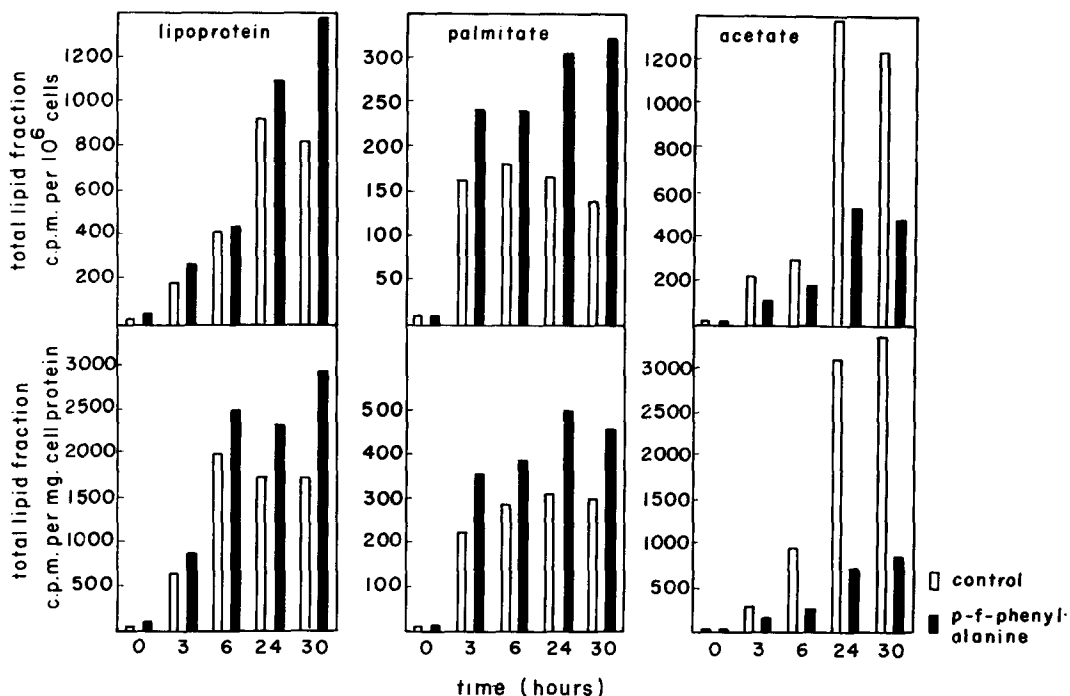 lipoprotein
palmitate
acetate
total lipid fraction
c.p.m. per 10⁶ cells
1200
1000
800
600
400
200
300
250
200
150
100
50
1200
1000
800
600
400
200
total lipid fraction
c.p.m. per mg. cell protein
3000
2500
2000
1500
1000
500
500
400
300
200
100
3000
2500
2000
1500
1000
500
0 3 6 24 30
0 3 6 24 30
0 3 6 24 30
time (hours)
control
p-f-phenyl-
alanine